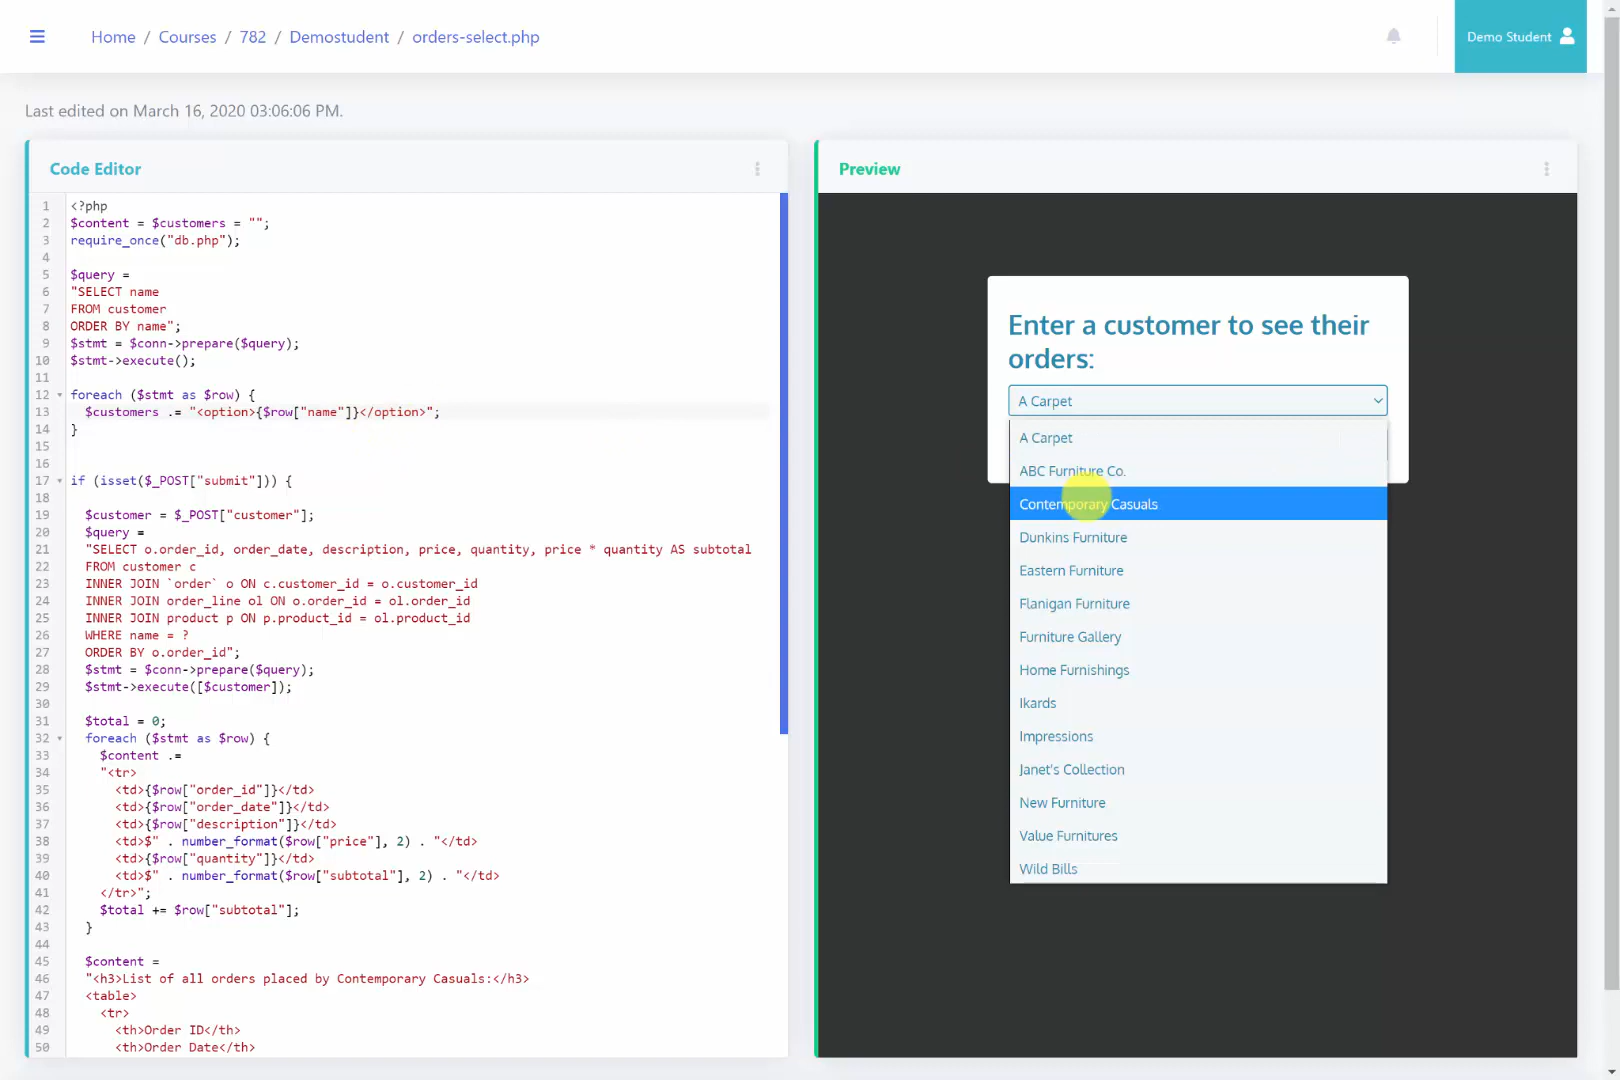 Home / Courses / 782 / Demostudent / orders-select.php
Demo Student
Last edited on March 16, 2020 03:06:06 PM.
Code Editor
1 <?php
2 $content = $customers = "";
3 require_once("db.php");
4
5 $query =
6 "SELECT name
7 FROM customer
8 ORDER BY name";
9 $stmt = $conn->prepare($query);
10 $stmt->execute();
11
12 foreach ($stmt as $row) {
13 $customers .= "<option>{$row["name"]}</option>";
14 }
15
16
17 if (isset($_POST["submit"])) {
18
19 $customer = $_POST["customer"];
20 $query =
21 "SELECT o.order_id, order_date, description, price, quantity, price * quantity AS subtotal
22 FROM customer c
23 INNER JOIN `order` o ON c.customer_id = o.customer_id
24 INNER JOIN order_line ol ON o.order_id = ol.order_id
25 INNER JOIN product p ON p.product_id = ol.product_id
26 WHERE name = ?
27 ORDER BY o.order_id";
28 $stmt = $conn->prepare($query);
29 $stmt->execute([$customer]);
30
31 $total = 0;
32 foreach ($stmt as $row) {
33 $content .=
34 "<tr>
35 <td>{$row["order_id"]}</td>
36 <td>{$row["order_date"]}</td>
37 <td>{$row["description"]}</td>
38 <td>$" . number_format($row["price"], 2) . "</td>
39 <td>{$row["quantity"]}</td>
40 <td>$" . number_format($row["subtotal"], 2) . "</td>
41 </tr>";
42 $total += $row["subtotal"];
43 }
44
45 $content =
46 "<h3>List of all orders placed by Contemporary Casuals:</h3>
47 <table>
48 <tr>
49 <th>Order ID</th>
50 <th>Order Date</th>
Preview
Enter a customer to see their
orders:
A Carpet
A Carpet
ABC Furniture Co.
Contemporary Casuals
Dunkins Furniture
Eastern Furniture
Flanigan Furniture
Furniture Gallery
Home Furnishings
Ikards
Impressions
Janet's Collection
New Furniture
Value Furnitures
Wild Bills